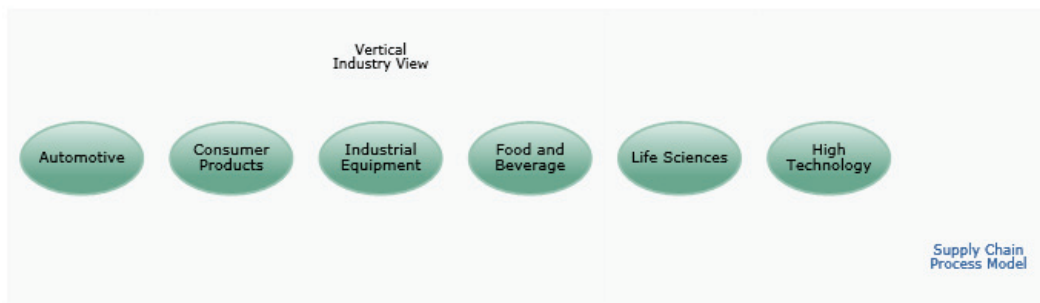 Vertical
Industry View
Automotive
Consumer
Products
Industrial
Equipment
Food and
Beverage
Life Sciences
High
Technology
Supply Chain
Process Model